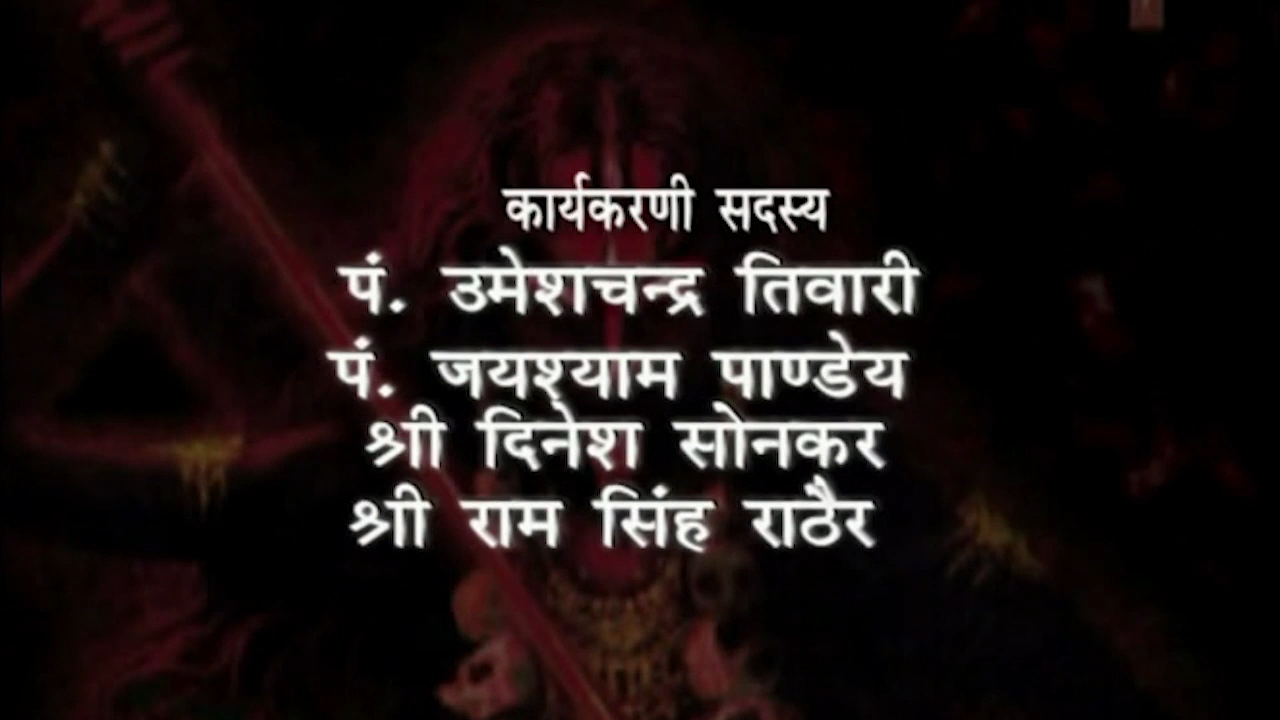 कार्यकरणी सदस्य
पं. उमेशचन्द्र तिवारी
पं. जयश्याम पाण्डेय
श्री दिनेश सोनकर
श्री राम सिंह राठैर